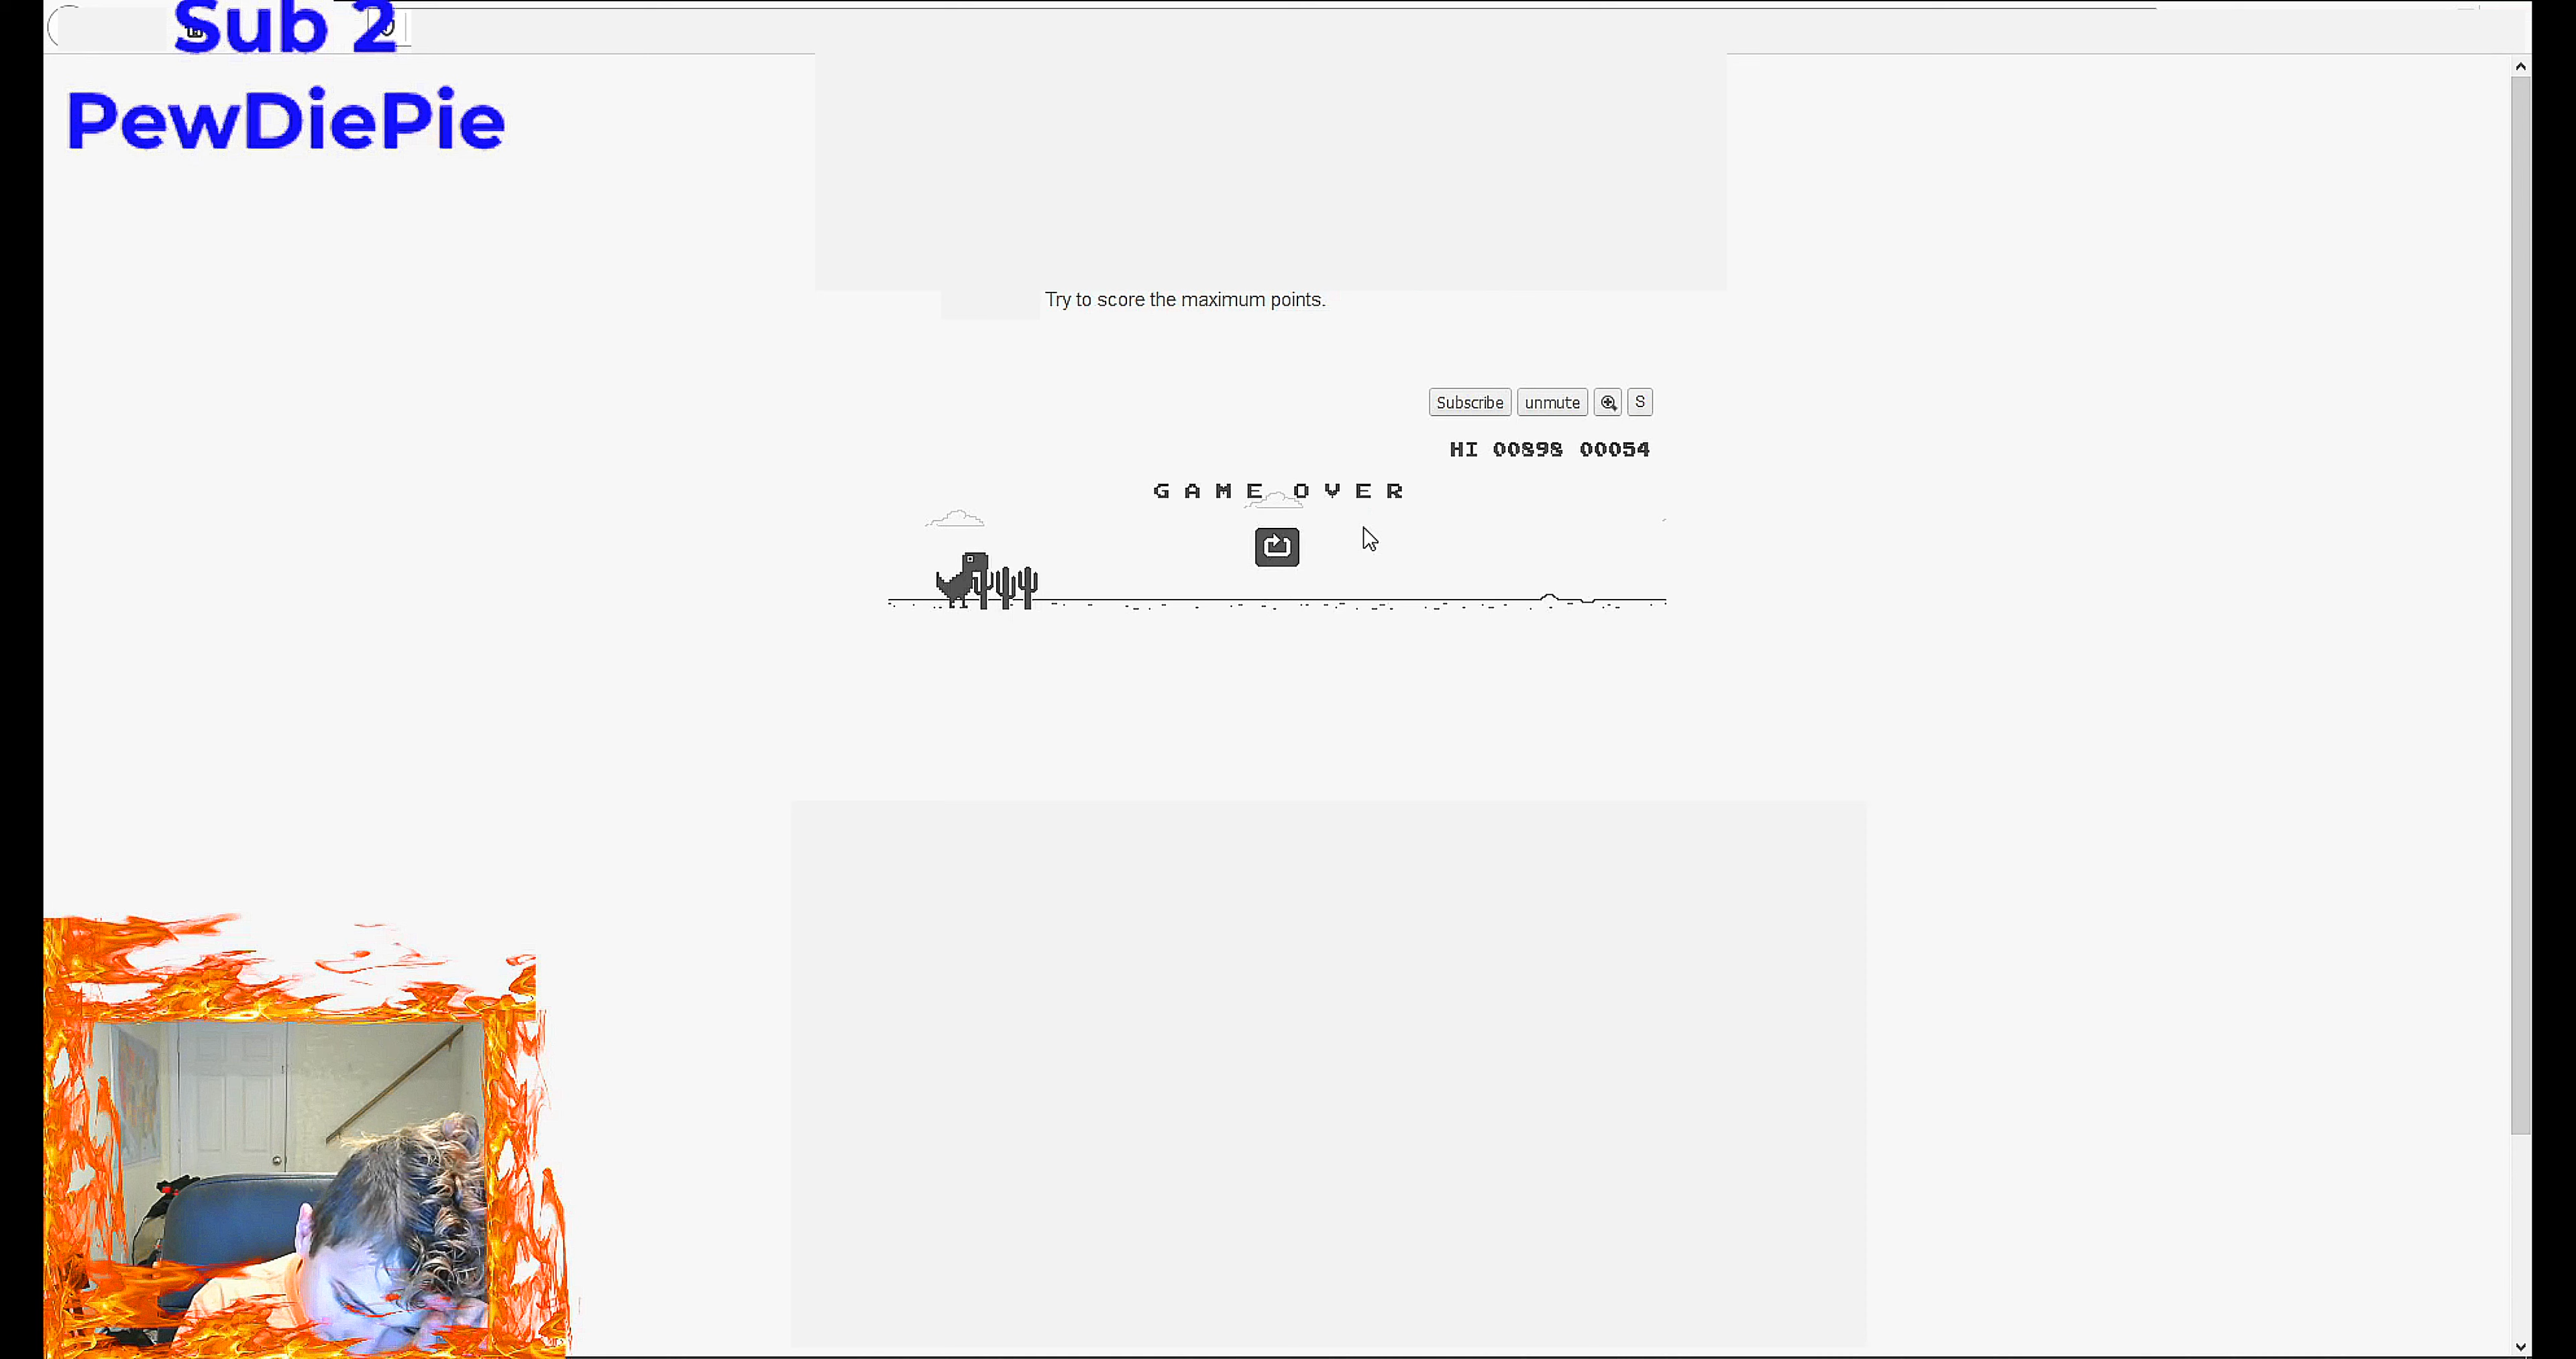 Sub 2
PewDiePie
Try to score the maximum points.
Subscribe unmute S
HI 00898 00054
GAME OVER